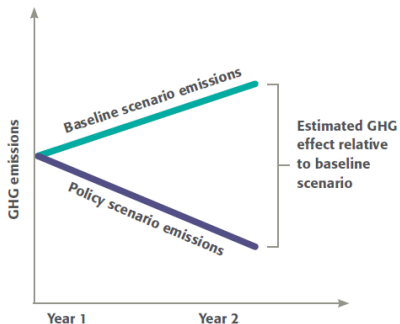 Baseline scenario emissions
Policy scenario emissions
GHG emissions
Estimated GHG
effect relative
to baseline
scenario
Year 1
Year 2